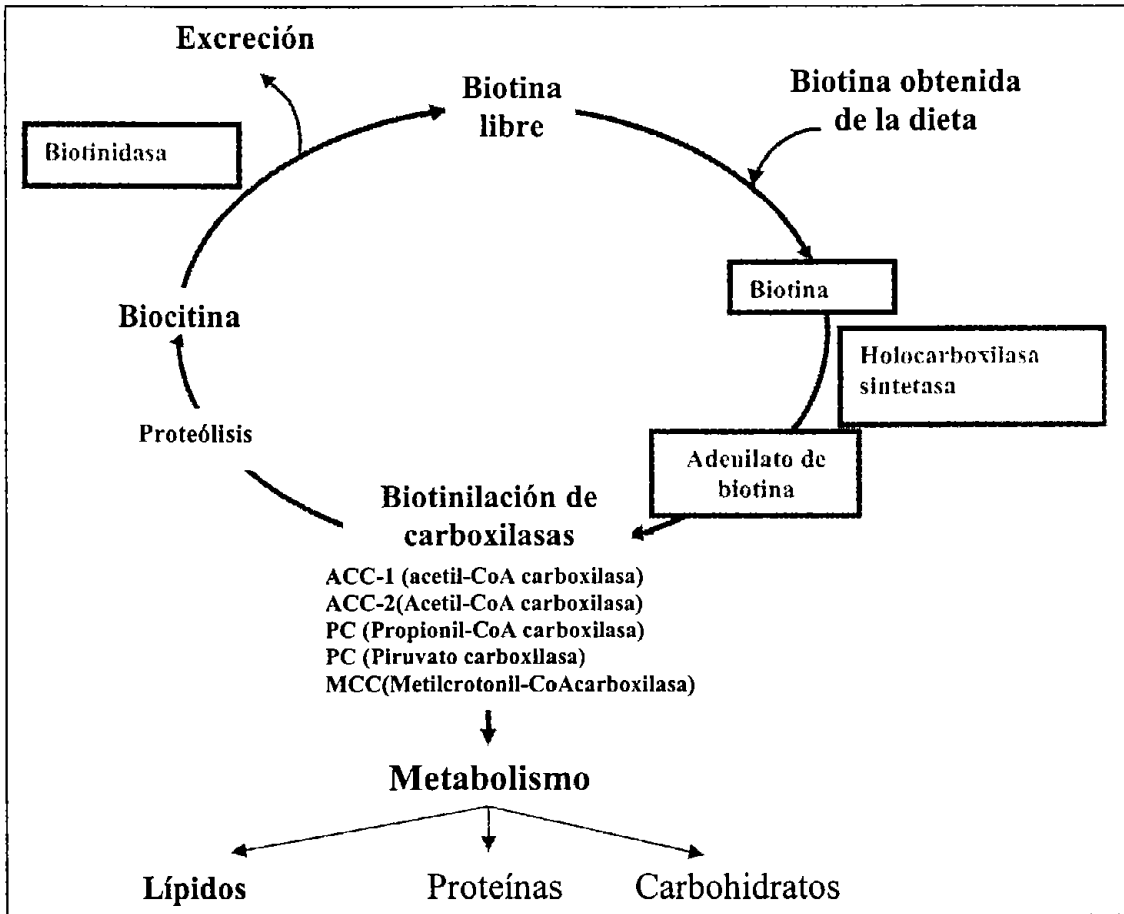 Excreción
Biotina
libre
Biotina obtenida
de la dieta
Biotinidasa
Biotina
Biocitina
Holocarboxilasa
sintetasa
Proteólisis
Adenilato de
biotina
Biotinilación de
carboxilasas
ACC-1 (acetil-CoA carboxilasa)
ACC-2(Acetil-CoA carboxilasa)
PC (Propionil-CoA carboxilasa)
PC (Piruvato carboxilasa)
MCC(Metilcrotonil-CoAcarboxilasa)
Metabolismo
Lípidos
Proteínas
Carbohidratos